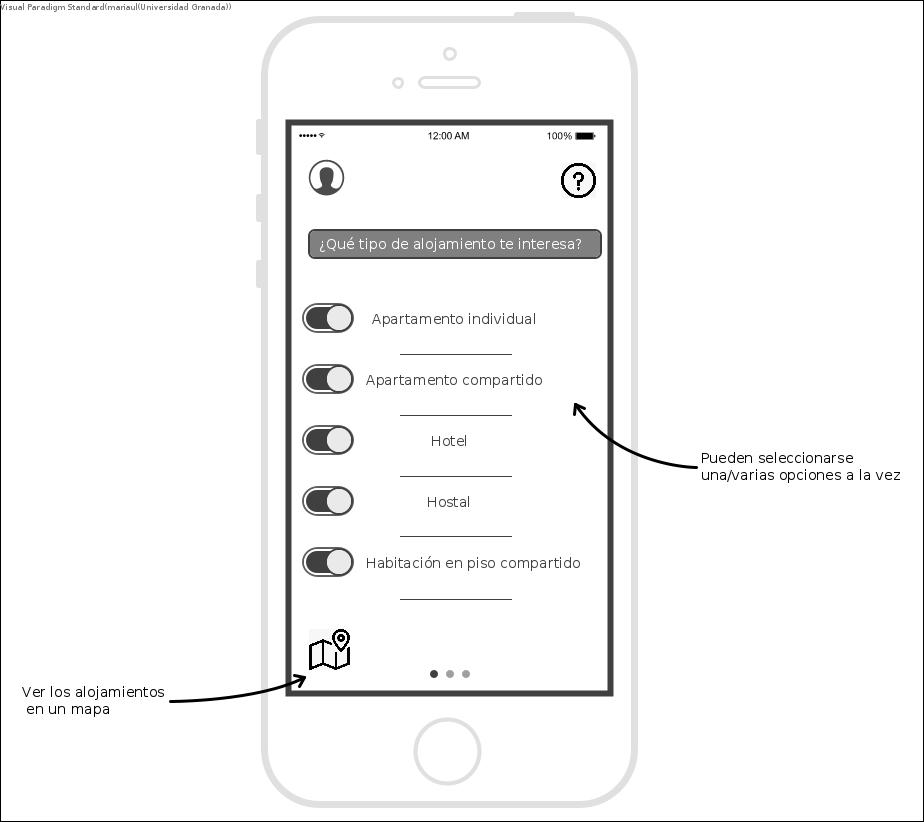 Visual Paradigm Standard(mariaul(Universidad Granada))
12:00 AM
100%
?
¿Qué tipo de alojamiento te interesa?
Apartamento individual
Apartamento compartido
Hotel
Pueden seleccionarse
una/varias opciones a la vez
Hostal
Habitación en piso compartido
Ver los alojamientos
en un mapa